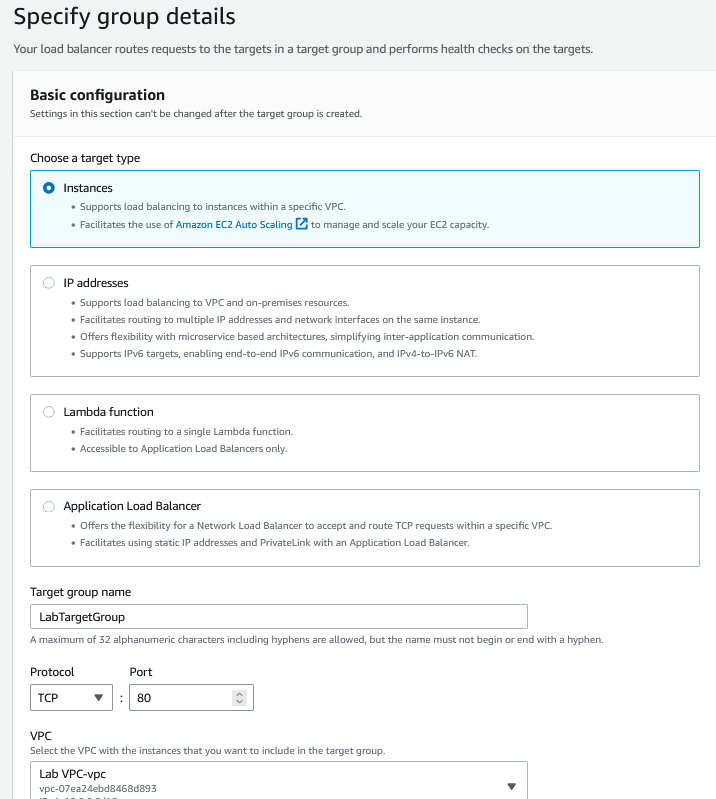 Specify group details
Your load balancer routes requests to the targets in a target group and performs health checks on the targets.
Basic configuration
Settings in this section can't be changed after the target group is created.
Choose a target type
Instances
• Supports load balancing to instances within a specific VPC.
• Facilitates the use of Amazon EC2 Auto Scaling to manage and scale your EC2 capacity.
IP addresses
• Supports load balancing to VPC and on-premises resources.
• Facilitates routing to multiple IP addresses and network interfaces on the same instance.
• Offers flexibility with microservice based architectures, simplifying inter-application communication.
• Supports IPv6 targets, enabling end-to-end IPv6 communication, and IPv4-to-IPv6 NAT.
Lambda function
• Facilitates routing to a single Lambda function.
• Accessible to Application Load Balancers only.
Application Load Balancer
• Offers the flexibility for a Network Load Balancer to accept and route TCP requests within a specific VPC.
• Facilitates using static IP addresses and PrivateLink with an Application Load Balancer.
Target group name
LabTargetGroup
A maximum of 32 alphanumeric characters including hyphens are allowed, but the name must not begin or end with a hyphen.
Protocol Port
TCP : 80
VPC
Select the VPC with the instances that you want to include in the target group.
Lab VPC-vpc
vpc-07ea24ebd8468d893